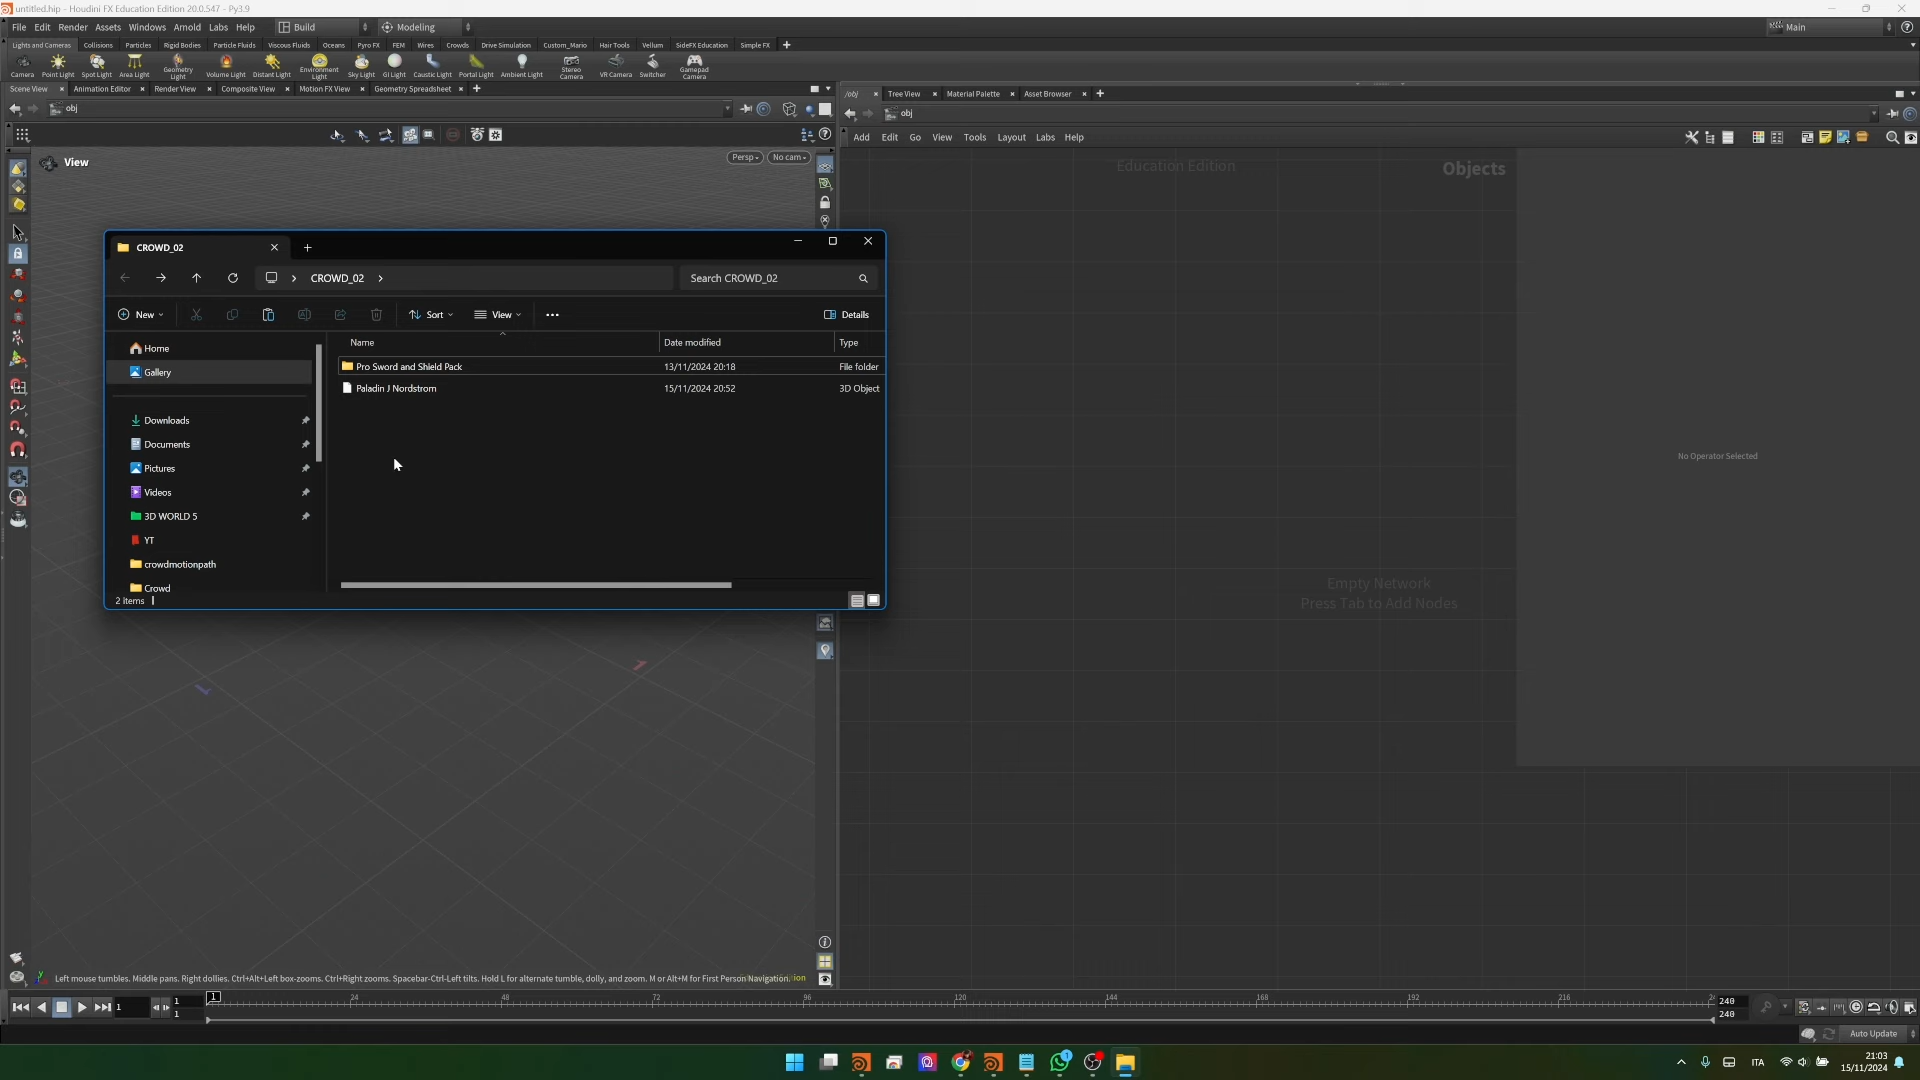 untitled.hip - Houdini FX Education Edition 20.0.547 - Py3.9
File Edit Render Assets Windows Arnold Labs Help Build Modeling Main
Lights and Cameras Collisions Particles Rigid Bodies Particle Fluids Viscous Fluids Oceans Pyro FX FEM Wires Crowds Drive Simulation Custom_Mario Hair Tools Vellum SideFX Education Simple FX
Camera Point Light Spot Light Area Light Geometry Light Volume Light Distant Light Environment Light Sky Light GI Light Caustic Light Portal Light Ambient Light Stereo Camera VR Camera Switcher Gamepad Camera
Scene View Animation Editor Render View Composite View Motion FX View Geometry Spreadsheet
/obj Tree View Material Palette Asset Browser
obj
obj
Add Edit Go View Tools Layout Labs Help
View
Persp No cam
Education Edition
Objects
CROWD_02
CROWD_02
Search CROWD_02
New Sort View Details
Name Date modified Type
Home
Gallery
Downloads
Documents
Pictures
Videos
3D WORLD 5
YT
crowdmotionpath
Crowd
Pro Sword and Shield Pack 13/11/2024 20:18 File folder
Paladin J Nordstrom 15/11/2024 20:52 3D Object
2 items
No Operator Selected
Empty Network
Press Tab to Add Nodes
Left mouse tumbles. Middle pans. Right dollies. Ctrl+Alt+Left box-zooms. Ctrl+Right zooms. Spacebar-Ctrl-Left tilts. Hold L for alternate tumble, dolly, and zoom. M or Alt+M for First Person Navigation.
1 1 1 1 24 48 72 96 120 144 168 192 216 240 240
Auto Update
ITA
21:03
15/11/2024